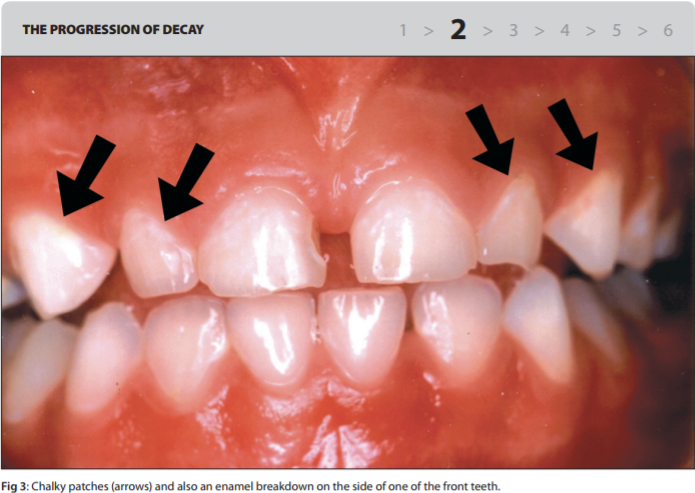 THE PROGRESSION OF DECAY 1 > 2 > 3 > 4 > 5 > 6
Fig 3: Chalky patches (arrows) and also an enamel breakdown on the side of one of the front teeth.